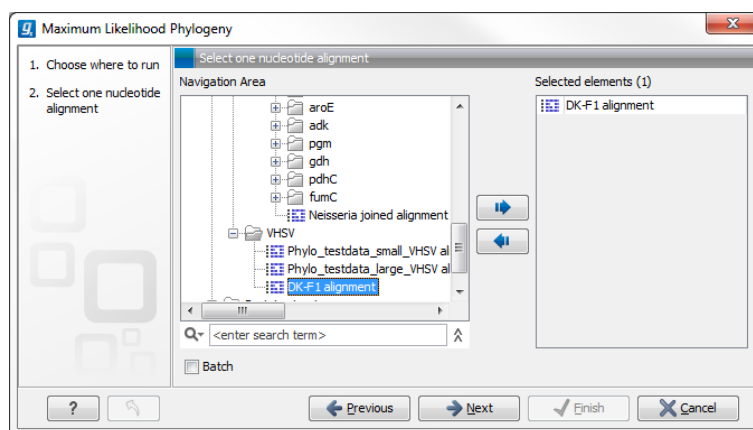 Maximum Likelihood Phylogeny
1. Choose where to run
2. Select one nucleotide
alignment
Select one nucleotide alignment
Navigation Area
aroE
adk
pgm
gdh
pdhC
fumC
Neisseria joined alignment
VHSV
Phylo_testdata_small_VHSV al
Phylo_testdata_large_VHSV al
DK-F1 alignment
<enter search term>
Batch
Selected elements (1)
DK-F1 alignment
?
Previous
Next
Finish
Cancel